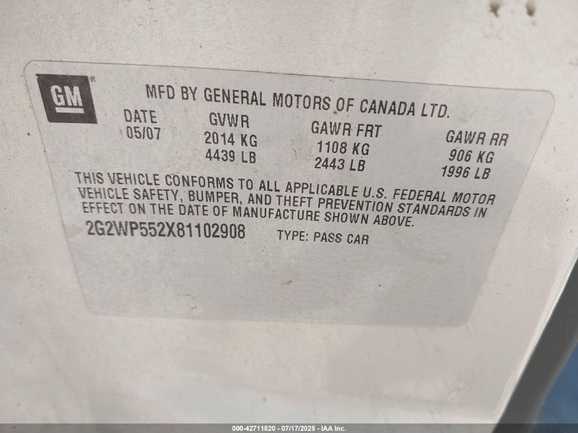 GM
MFD BY GENERAL MOTORS OF CANADA LTD.
DATE GVWR GAWR FRT GAWR RR
05/07 2014 KG 1108 KG 906 KG
4439 LB 2443 LB 1996 LB
THIS VEHICLE CONFORMS TO ALL APPLICABLE U.S. FEDERAL MOTOR
VEHICLE SAFETY, BUMPER, AND THEFT PREVENTION STANDARDS IN
EFFECT ON THE DATE OF MANUFACTURE SHOWN ABOVE.
2G2WP552X81102908 TYPE: PASS CAR
000-42711820 - 07/17/2025 - IAA Inc.